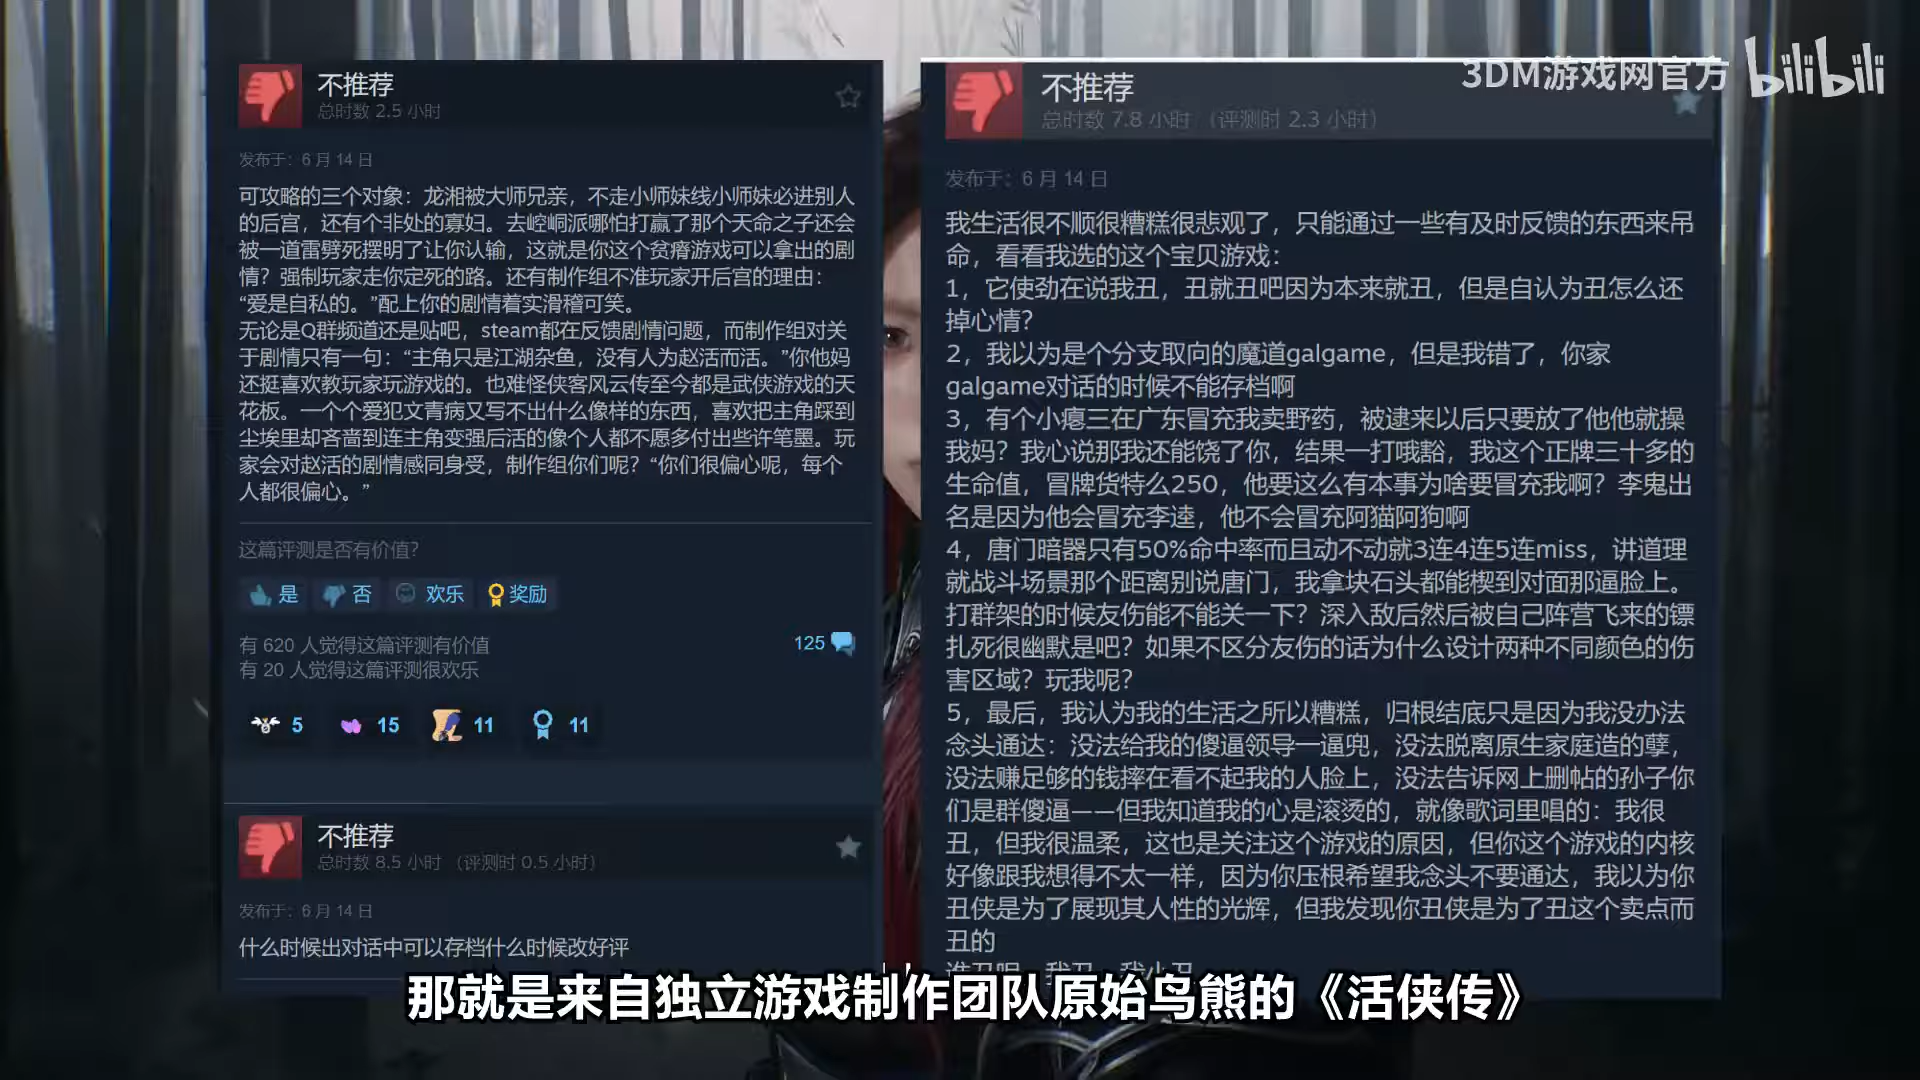 3DM游戏网官方 bilibili
不推荐
总时数 2.5 小时
发布于：6 月 14 日
可攻略的三个对象：龙湘被大师兄亲，不走小师妹线小师妹必进别人
的后宫，还有个非处的寡妇。去崆峒派哪怕打赢了那个天命之子还会
被一道雷劈死摆明了让你认输，这就是你这个贫瘠游戏可以拿出的剧
情？强制玩家走你定死的路。还有制作组不准玩家开后宫的理由：
“爱是自私的。”配上你的剧情着实滑稽可笑。
无论是Q群频道还是贴吧，steam都在反馈剧情问题，而制作组对关
于剧情只有一句：“主角只是江湖杂鱼，没有人为赵活而活。”你他妈
还挺喜欢教玩家玩游戏的。也难怪侠客风云传至今都是武侠游戏的天
花板。一个个爱犯文青病又写不出什么像样的东西，喜欢把主角踩到
尘埃里却吝啬到连主角变强后活的像个人都不愿多付出些许笔墨。玩
家会对赵活的剧情感同身受，制作组你们呢？“你们很偏心呢，每个
人都很偏心。”
这篇评测是否有价值？
是 否 欢乐 奖励
有 620 人觉得这篇评测有价值
有 20 人觉得这篇评测很欢乐
125
5 15 11 11
不推荐
总时数 8.5 小时 （评测时 0.5 小时）
发布于：6 月 14 日
什么时候出对话中可以存档什么时候改好评
不推荐
总时数 7.8 小时 （评测时 2.3 小时）
发布于：6 月 14 日
我生活很不顺很糟糕很悲观了，只能通过一些有及时反馈的东西来吊
命，看看我选的这个宝贝游戏：
1，它使劲在说我丑，丑就丑吧因为本来就丑，但是自认为丑怎么还
掉心情？
2，我以为是个分支取向的魔道galgame，但是我错了，你家
galgame对话的时候不能存档啊
3，有个小瘪三在广东冒充我卖野药，被逮来以后只要放了他他就操
我妈？我心说那我还能饶了你，结果一打哦豁，我这个正牌三十多的
生命值，冒牌货特么250，他要这么有本事为啥要冒充我啊？李鬼出
名是因为他会冒充李逵，他不会冒充阿猫阿狗啊
4，唐门暗器只有50%命中率而且动不动就3连4连5连miss，讲道理
就战斗场景那个距离别说唐门，我拿块石头都能楔到对面那逼脸上。
打群架的时候友伤能不能关一下？深入敌后然后被自己阵营飞来的镖
扎死很幽默是吧？如果不区分友伤的话为什么设计两种不同颜色的伤
害区域？玩我呢？
5，最后，我认为我的生活之所以糟糕，归根结底只是因为我没办法
念头通达：没法给我的傻逼领导一逼兜，没法脱离原生家庭造的孽，
没法赚足够的钱摔在看不起我的人脸上，没法告诉网上删帖的孙子你
们是群傻逼——但我知道我的心是滚烫的，就像歌词里唱的：我很
丑，但我很温柔，这也是关注这个游戏的原因，但你这个游戏的内核
好像跟我想得不太一样，因为你压根希望我念头不要通达，我以为你
丑侠是为了展现其人性的光辉，但我发现你丑侠是为了丑这个卖点而
丑的
那就是来自独立游戏制作团队原始鸟熊的《活侠传》